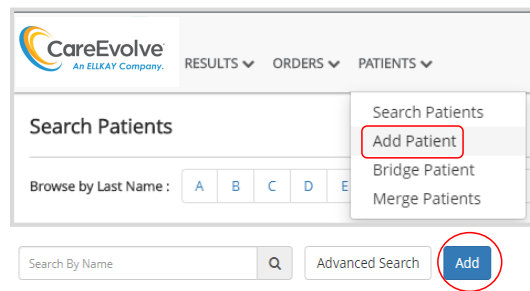 CareEvolve
An ELLKAY Company.
RESULTS ORDERS PATIENTS
Search Patients
Add Patient
Bridge Patient
Merge Patients
Search Patients
Browse by Last Name : A B C D E
Search By Name Advanced Search Add